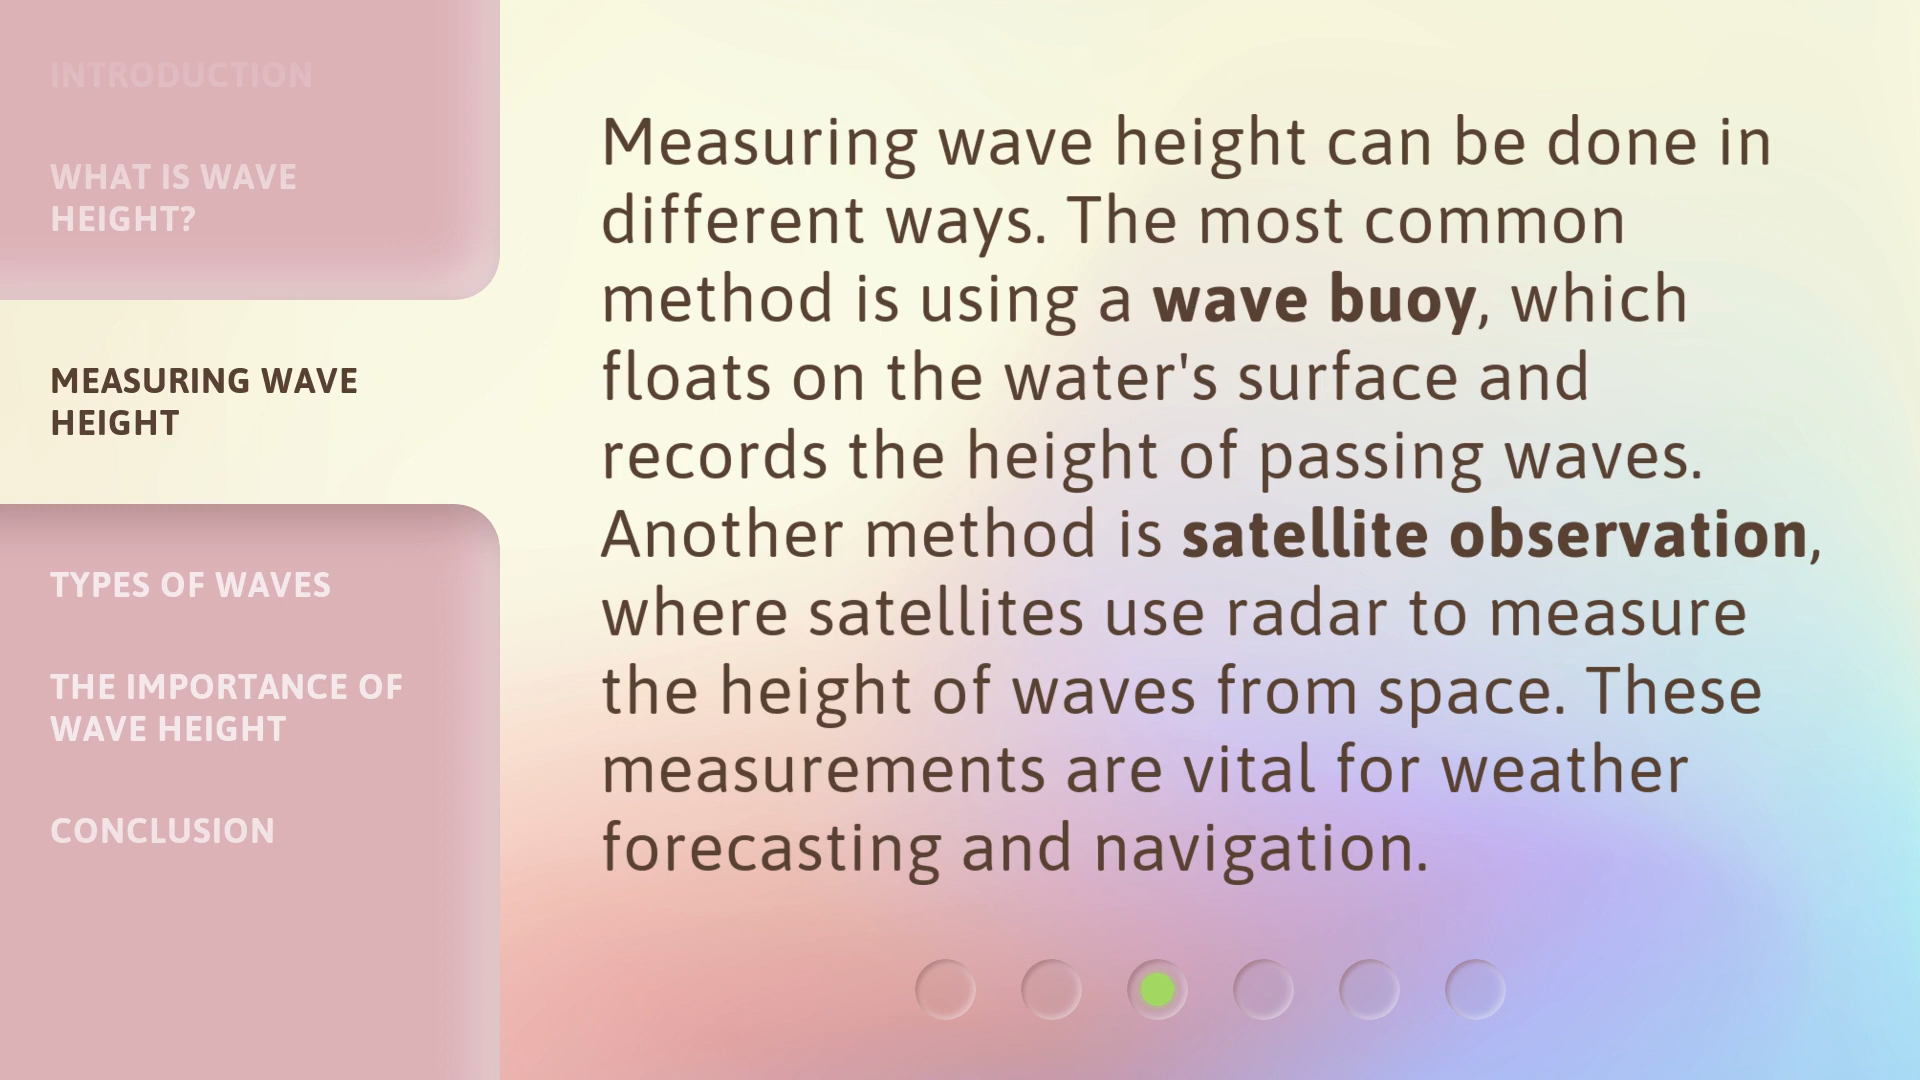 INTRODUCTION
WHAT IS WAVE
HEIGHT?
MEASURING WAVE
HEIGHT
TYPES OF WAVES
THE IMPORTANCE OF
WAVE HEIGHT
CONCLUSION
Measuring wave height can be done in
different ways. The most common
method is using a wave buoy, which
floats on the water's surface and
records the height of passing waves.
Another method is satellite observation,
where satellites use radar to measure
the height of waves from space. These
measurements are vital for weather
forecasting and navigation.